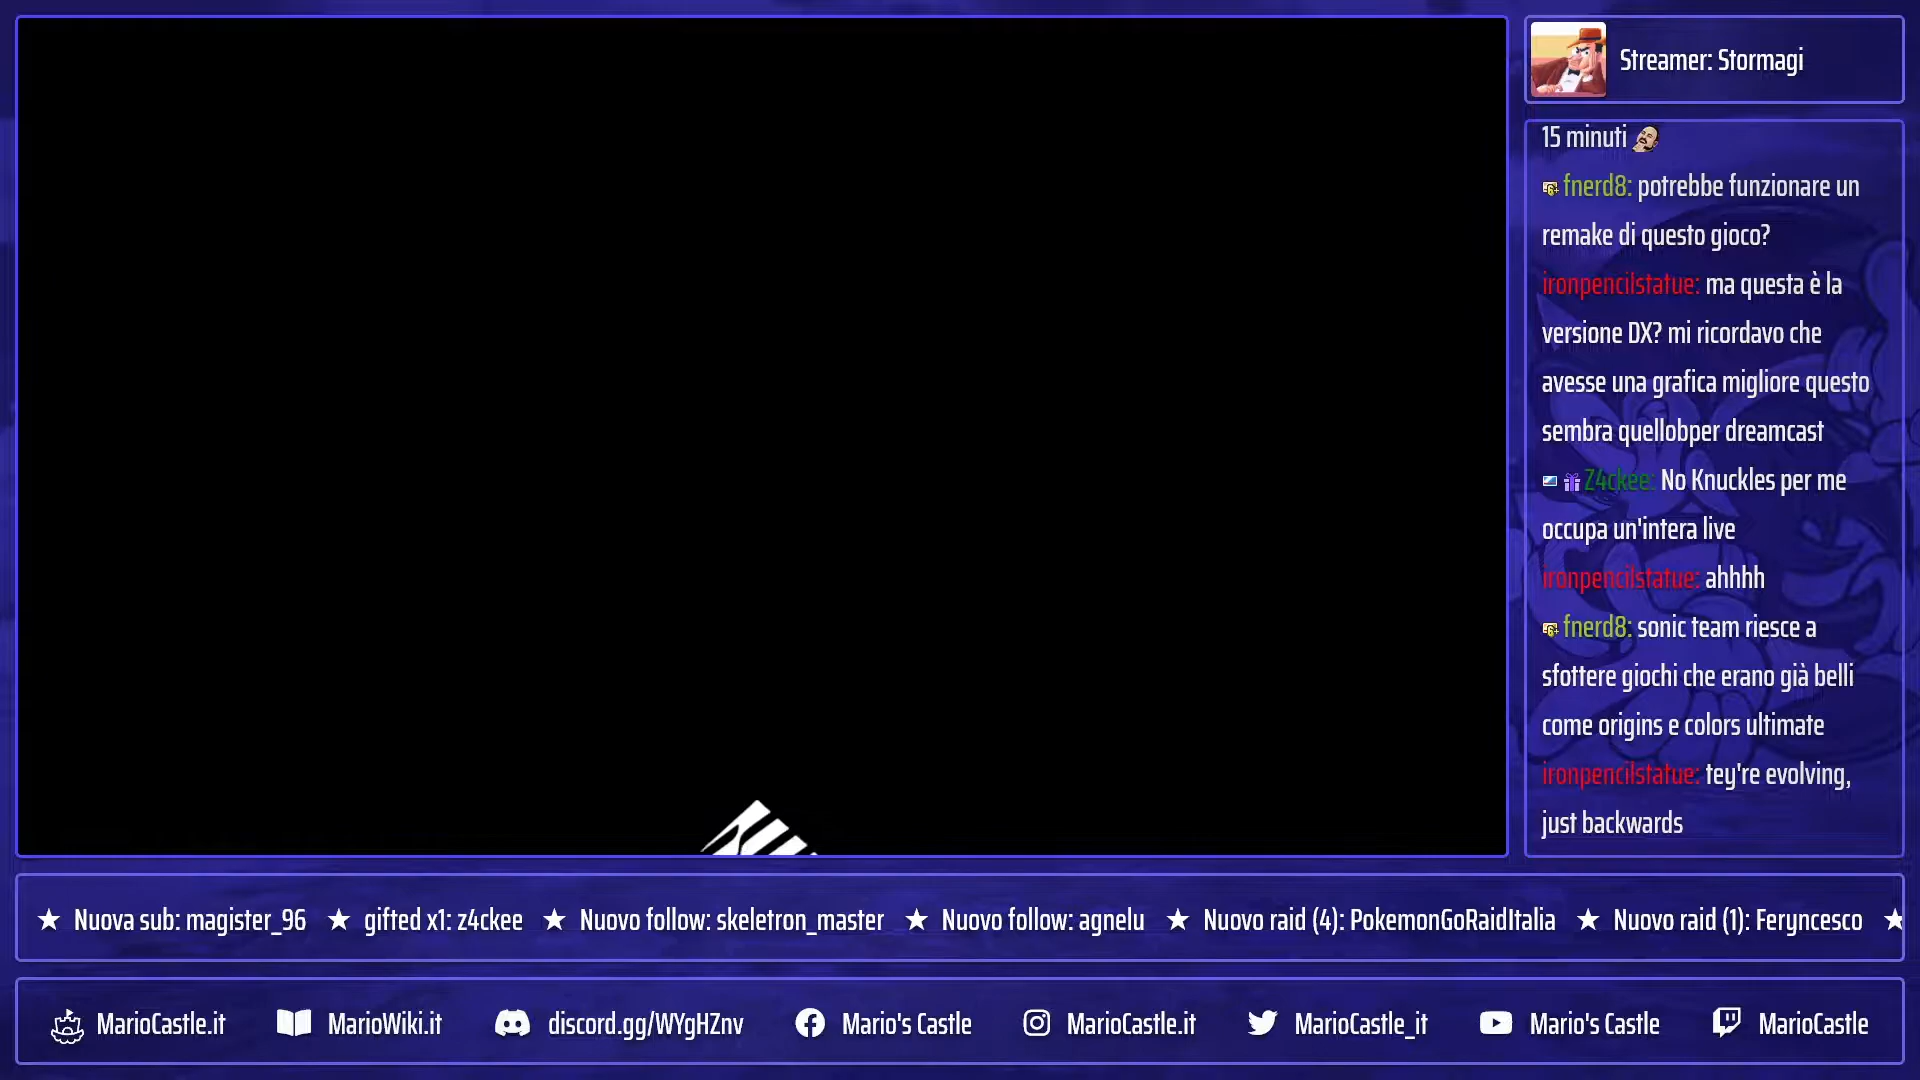 Streamer: Stormagi
15 minuti
fnerd8: potrebbe funzionare un
remake di questo gioco?
ironpencilstatue: ma questa è la
versione DX? mi ricordavo che
avesse una grafica migliore questo
sembra quellobper dreamcast
Z4ckee: No Knuckles per me
occupa un'intera live
ironpencilstatue: ahhhh
fnerd8: sonic team riesce a
sfottere giochi che erano già belli
come origins e colors ultimate
ironpencilstatue: tey're evolving,
just backwards
★ Nuova sub: magister_96 ★ gifted x1: z4ckee ★ Nuovo follow: skeletron_master ★ Nuovo follow: agnelu ★ Nuovo raid (4): PokemonGoRaidItalia ★ Nuovo raid (1): Feryncesco ★
MarioCastle.it MarioWiki.it discord.gg/WYgHZnv Mario's Castle MarioCastle.it MarioCastle_it Mario's Castle MarioCastle